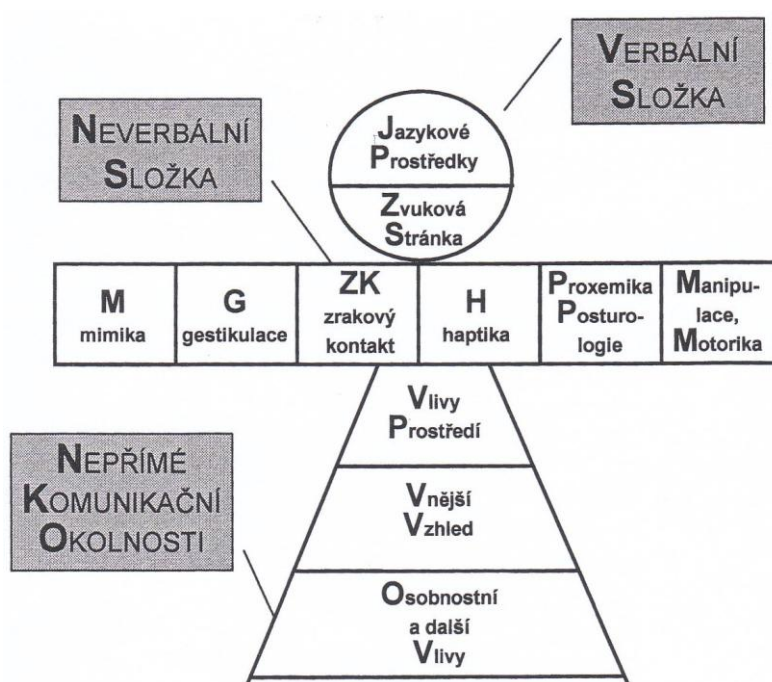 VERBÁLNÍ
SLOŽKA
NEVERBÁLNÍ
SLOŽKA
Jazykové
Prostředky
Zvuková
Stránka
M
mimika
G
gestikulace
ZK
zrakový
kontakt
H
haptika
Proxemika
Posturo-
logie
Manipu-
lace,
Motorika
Vlivy
Prostředí
NEPŘÍMÉ
KOMUNIKAČNÍ
OKOLNOSTI
Vnější
Vzhled
Osobnostní
a další
Vlivy